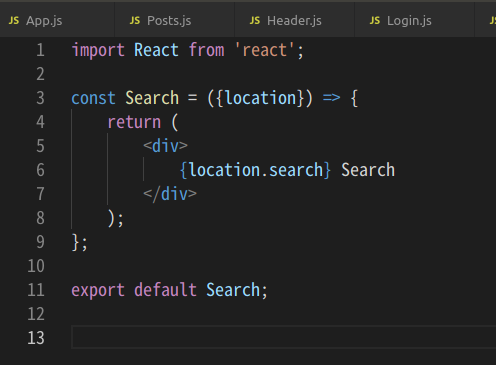 JS App.js JS Posts.js JS Header.js JS Login.js
1 import React from 'react';
2
3 const Search = ({location}) => {
4     return (
5         <div>
6             {location.search} Search
7         </div>
8     );
9 };
10
11 export default Search;
12
13